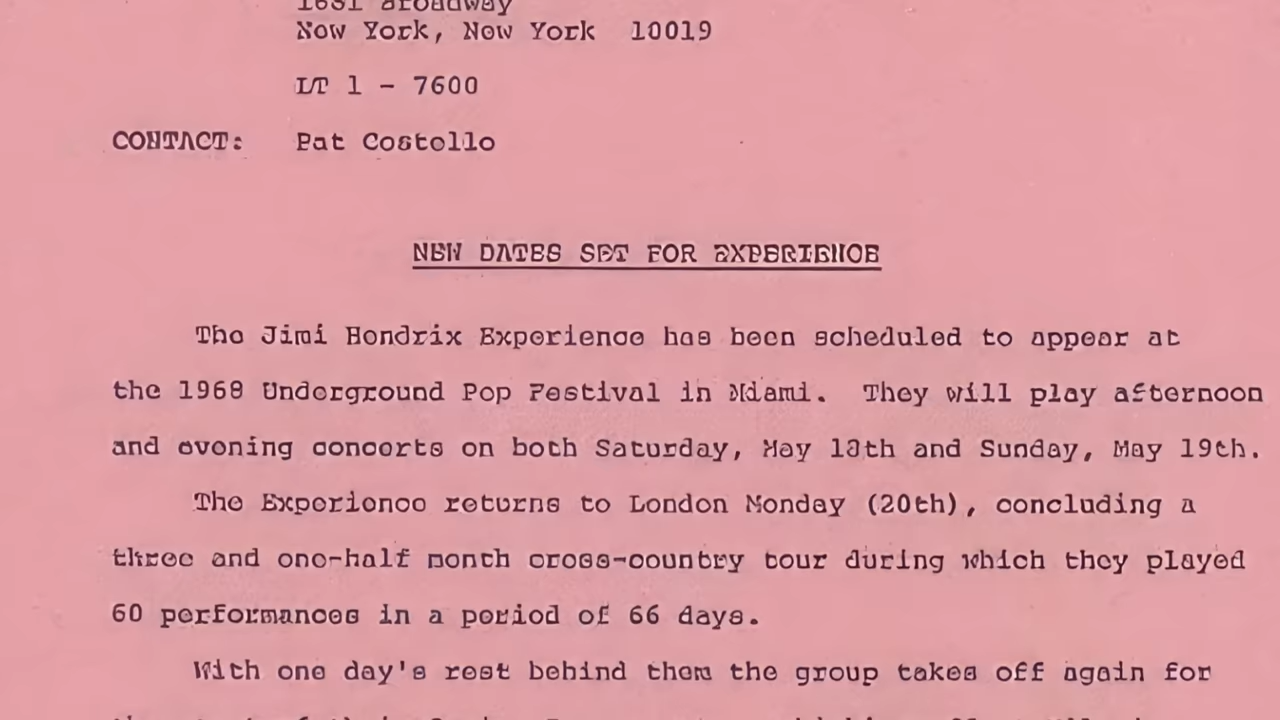 New York, New York 10019
LT 1 - 7600
CONTACT: Pat Costello
NEW DATES SET FOR EXPERIENCE
The Jimi Hendrix Experience has been scheduled to appear at
the 1968 Underground Pop Festival in Miami. They will play afternoon
and evening concerts on both Saturday, May 18th and Sunday, May 19th.
The Experience returns to London Monday (20th), concluding a
three and one-half month cross-country tour during which they played
60 performances in a period of 66 days.
With one day's rest behind them the group takes off again for